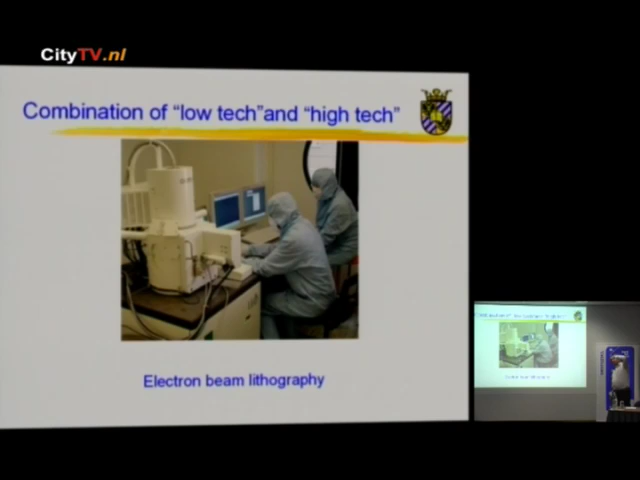 CityTV.nl
Combination of “low tech”and “high tech”
Electron beam lithography